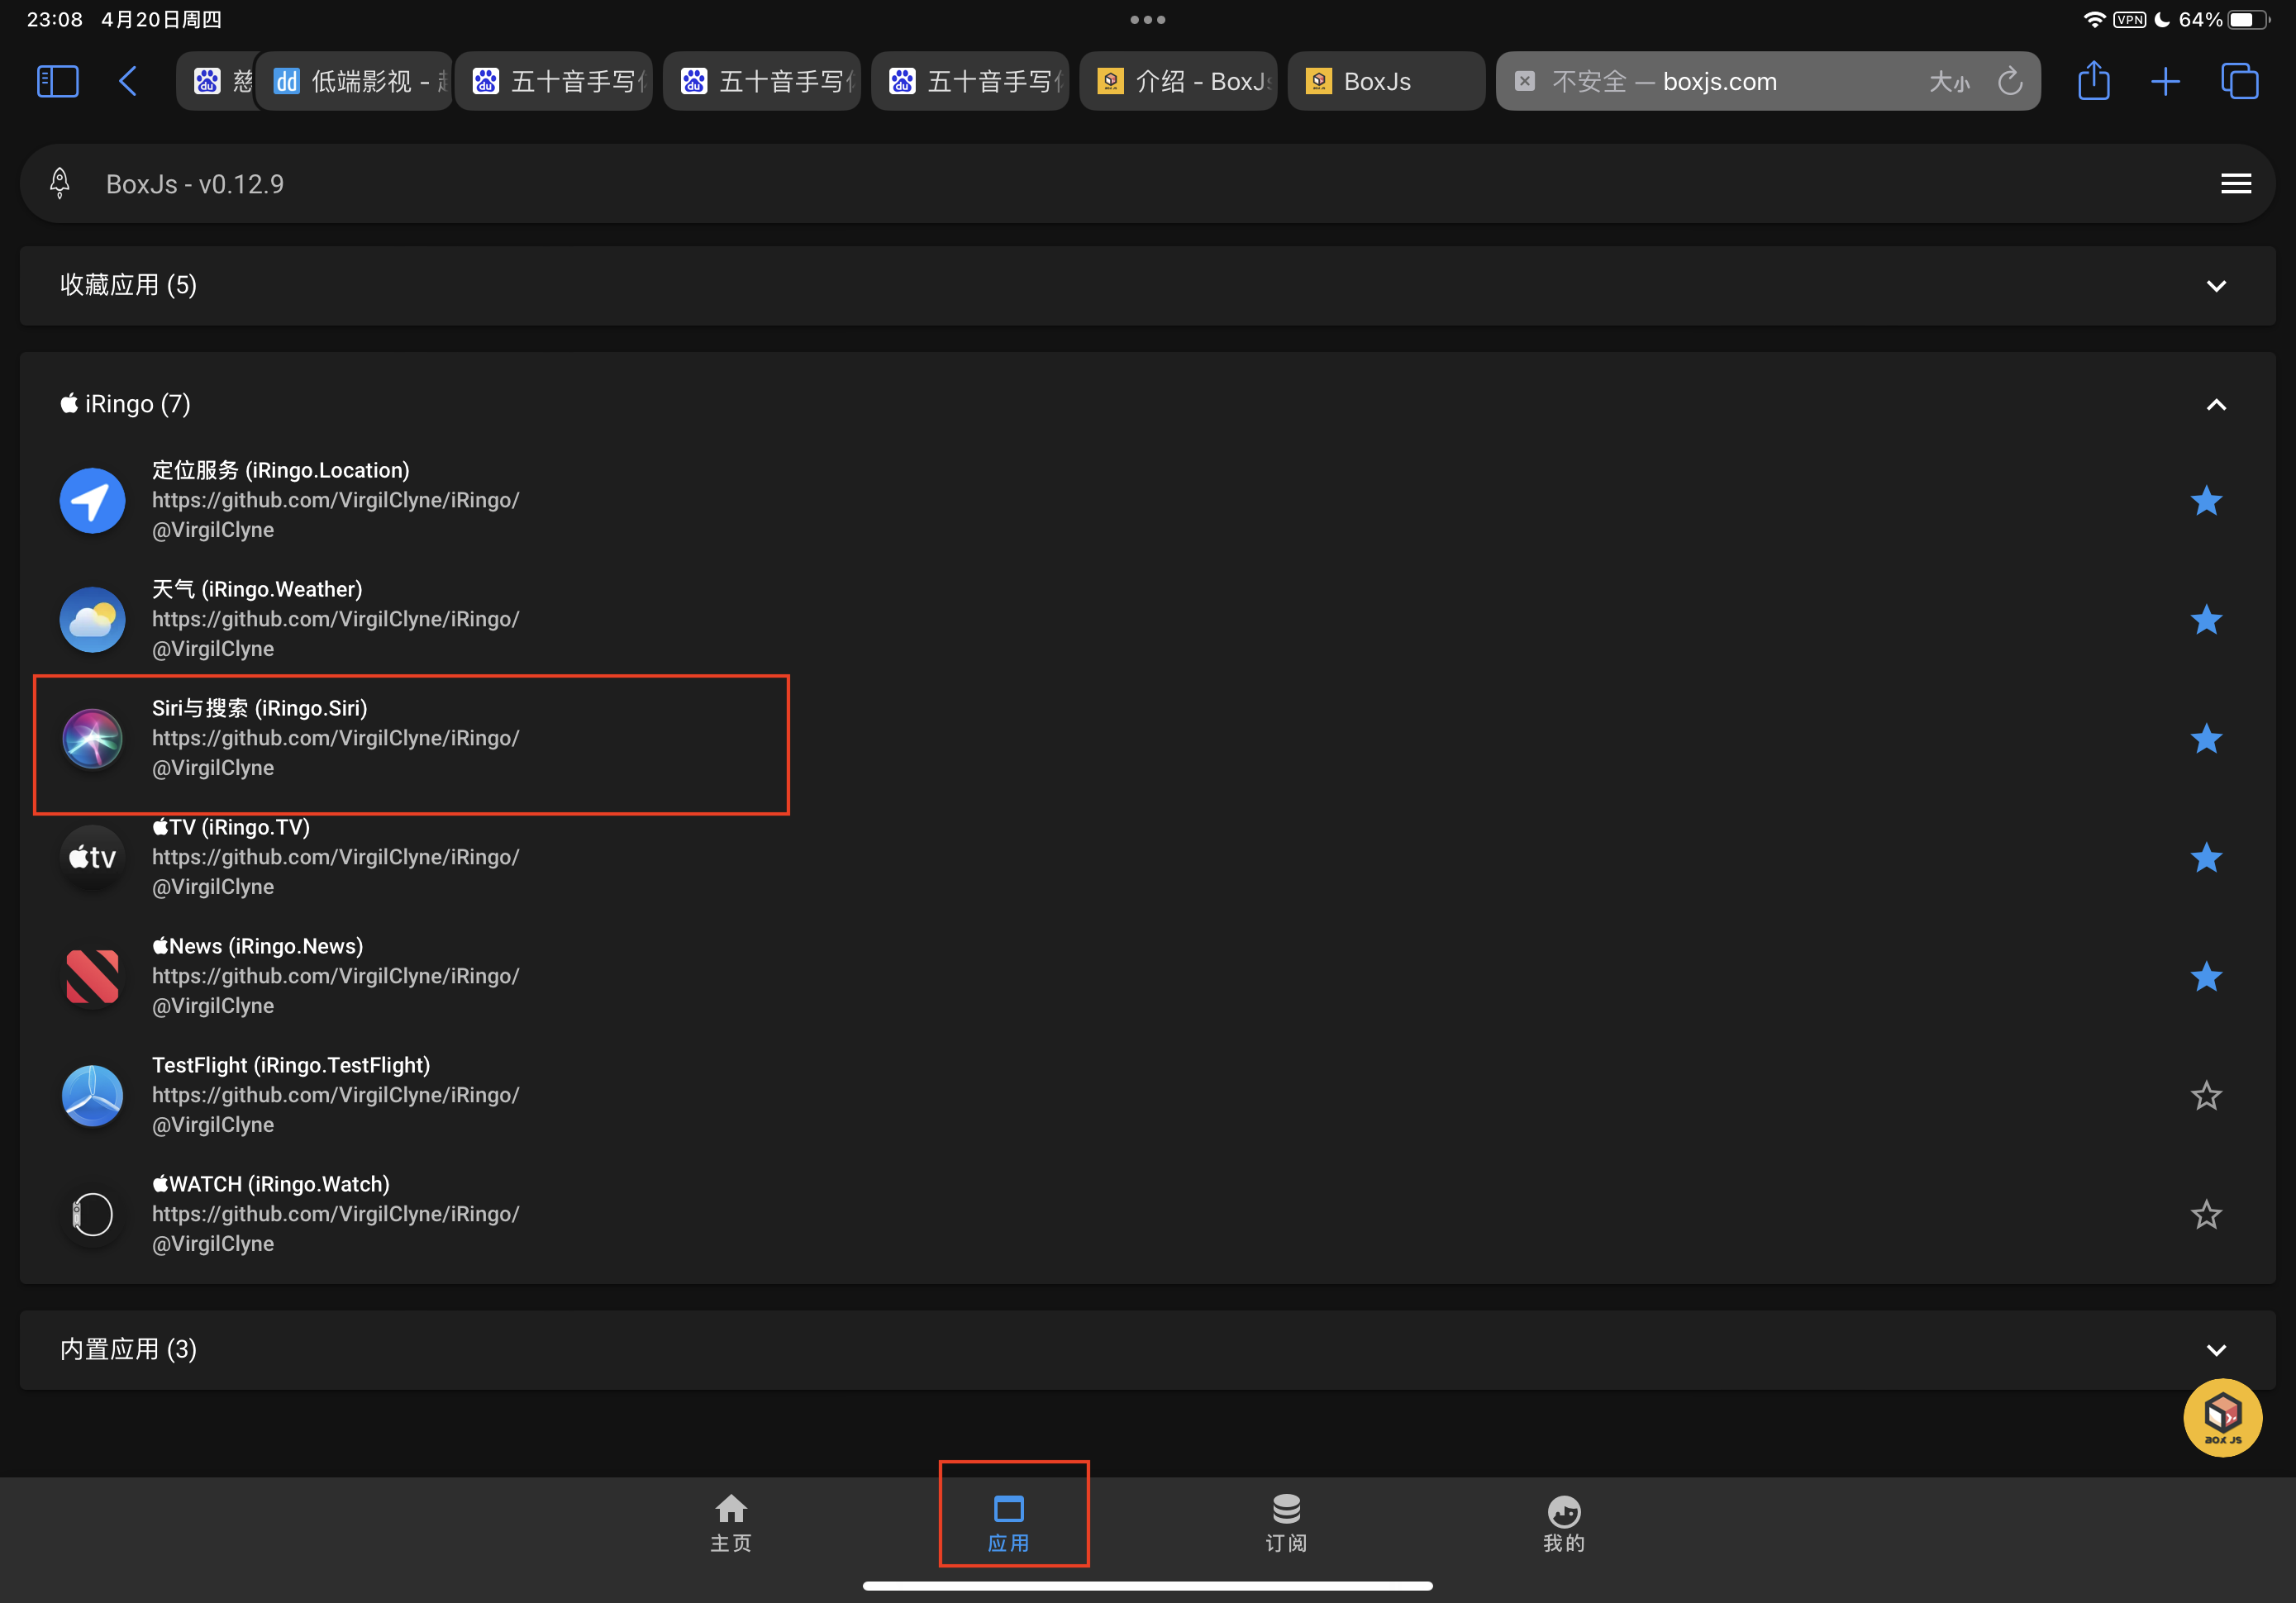 23:08 4月20日周四
VPN 64%
慈
dd 低端影视 -
五十音手写
五十音手写
五十音手写
介绍 - BoxJs
BoxJs
不安全 — boxjs.com 大小
BoxJs - v0.12.9
收藏应用 (5)
iRingo (7)
定位服务 (iRingo.Location)
https://github.com/VirgilClyne/iRingo/
@VirgilClyne
天气 (iRingo.Weather)
https://github.com/VirgilClyne/iRingo/
@VirgilClyne
Siri与搜索 (iRingo.Siri)
https://github.com/VirgilClyne/iRingo/
@VirgilClyne
tv
TV (iRingo.TV)
https://github.com/VirgilClyne/iRingo/
@VirgilClyne
News (iRingo.News)
https://github.com/VirgilClyne/iRingo/
@VirgilClyne
TestFlight (iRingo.TestFlight)
https://github.com/VirgilClyne/iRingo/
@VirgilClyne
WATCH (iRingo.Watch)
https://github.com/VirgilClyne/iRingo/
@VirgilClyne
内置应用 (3)
BOX JS
主页
应用
订阅
我的